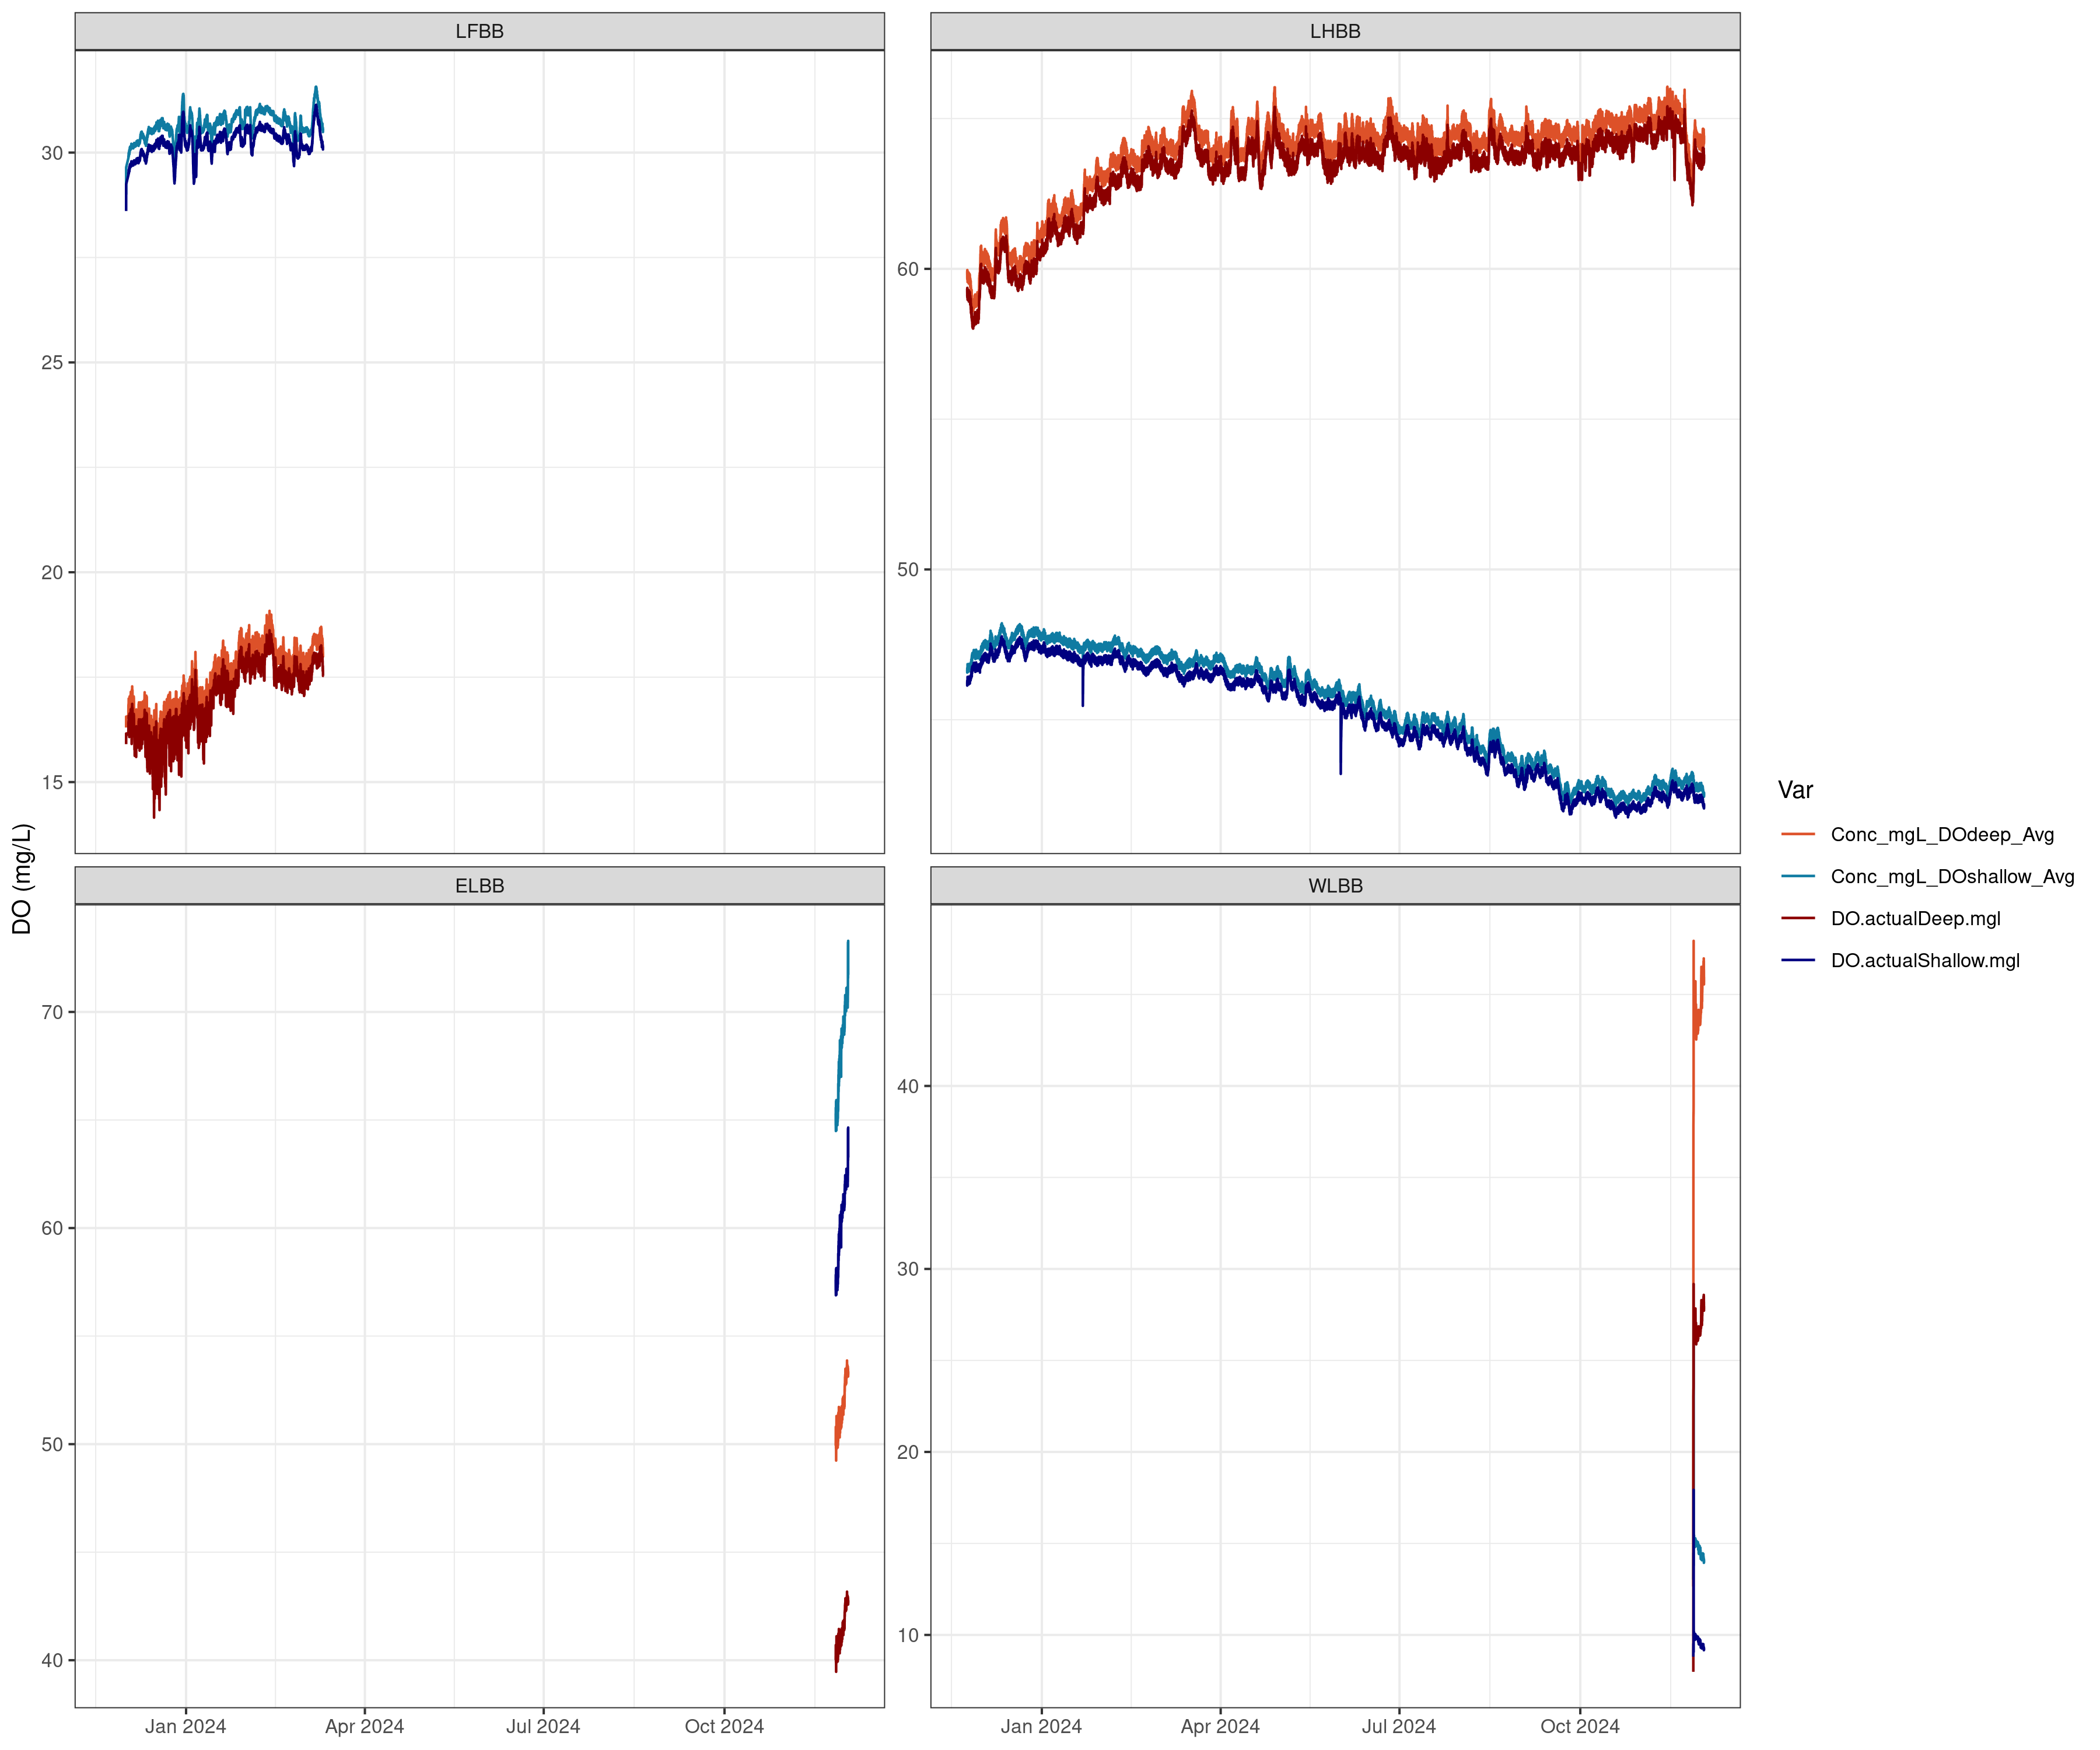 LFBB
LHBB
30
25
20
15
60
50
DO (mg/L)
ELBB
WLBB
70
60
50
40
40
30
20
10
Jan 2024
Apr 2024
Jul 2024
Oct 2024
Jan 2024
Apr 2024
Jul 2024
Oct 2024
Var
Conc_mgL_DOdeep_Avg
Conc_mgL_DOshallow_Avg
DO.actualDeep.mgl
DO.actualShallow.mgl